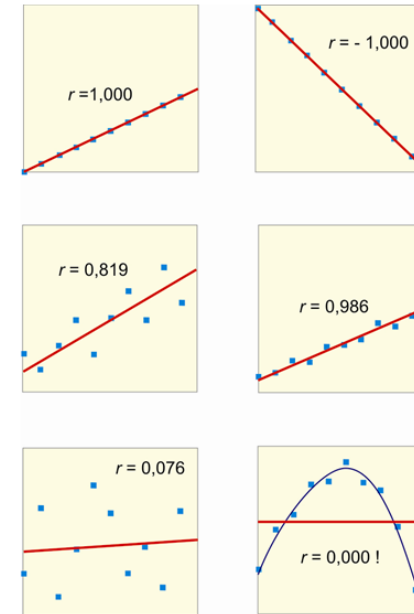 r =1,000
r = - 1,000
r = 0,819
r = 0,986
r = 0,076
r = 0,000 !